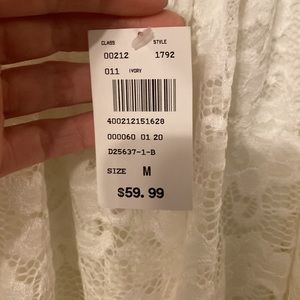 CLASS STYLE
00212 1792
011 IVORY
400212151628
000060 01 20
D25637-1-B
SIZE M
$59.99